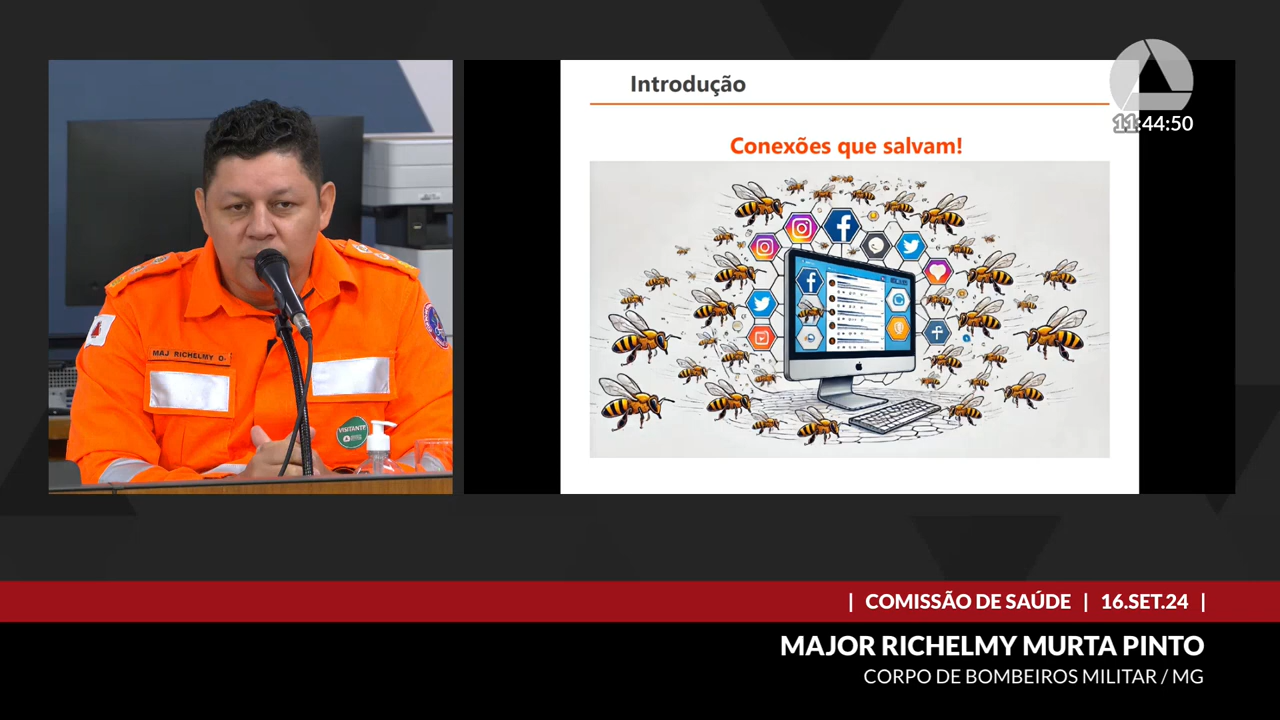 Introdução
11:44:50
Conexões que salvam!
MAJ RICHELMY O+
VISITANTE
| COMISSÃO DE SAÚDE | 16.SET.24 |
MAJOR RICHELMY MURTA PINTO
CORPO DE BOMBEIROS MILITAR / MG